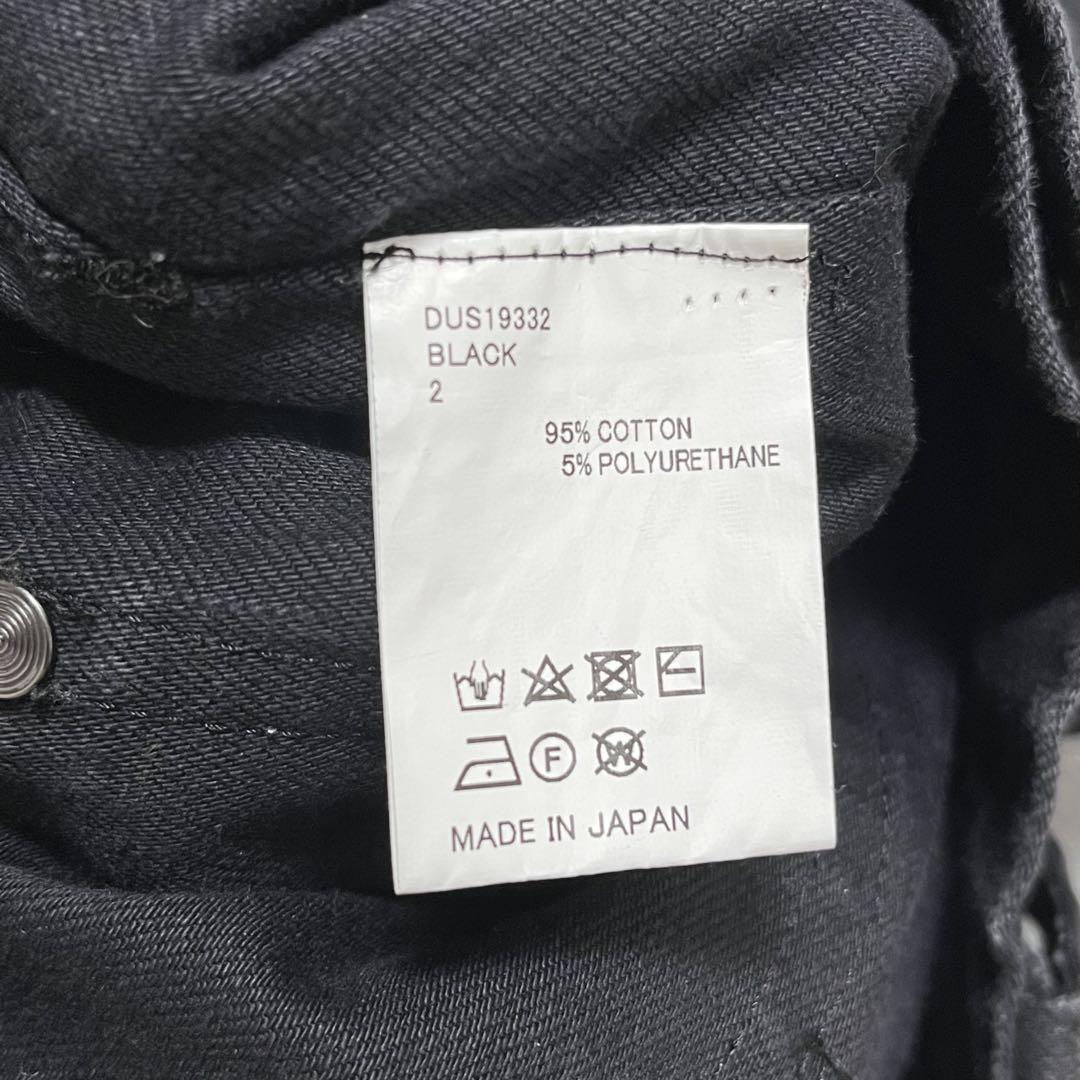 DUS19332
BLACK
2
95% COTTON
5% POLYURETHANE
F W
MADE IN JAPAN